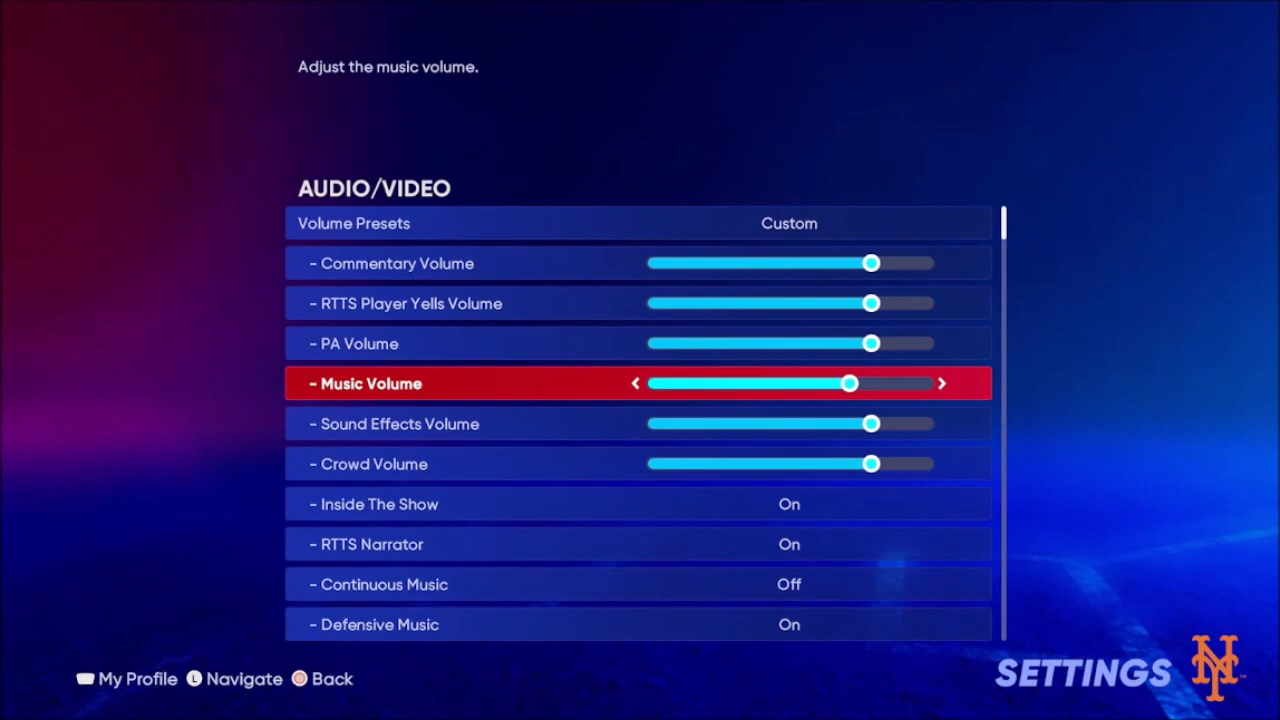 Adjust the music volume.
AUDIO/VIDEO
Volume Presets Custom
- Commentary Volume
- RTTS Player Yells Volume
- PA Volume
- Music Volume
- Sound Effects Volume
- Crowd Volume
- Inside The Show On
- RTTS Narrator On
- Continuous Music Off
- Defensive Music On
My Profile L Navigate Back
SETTINGS NY